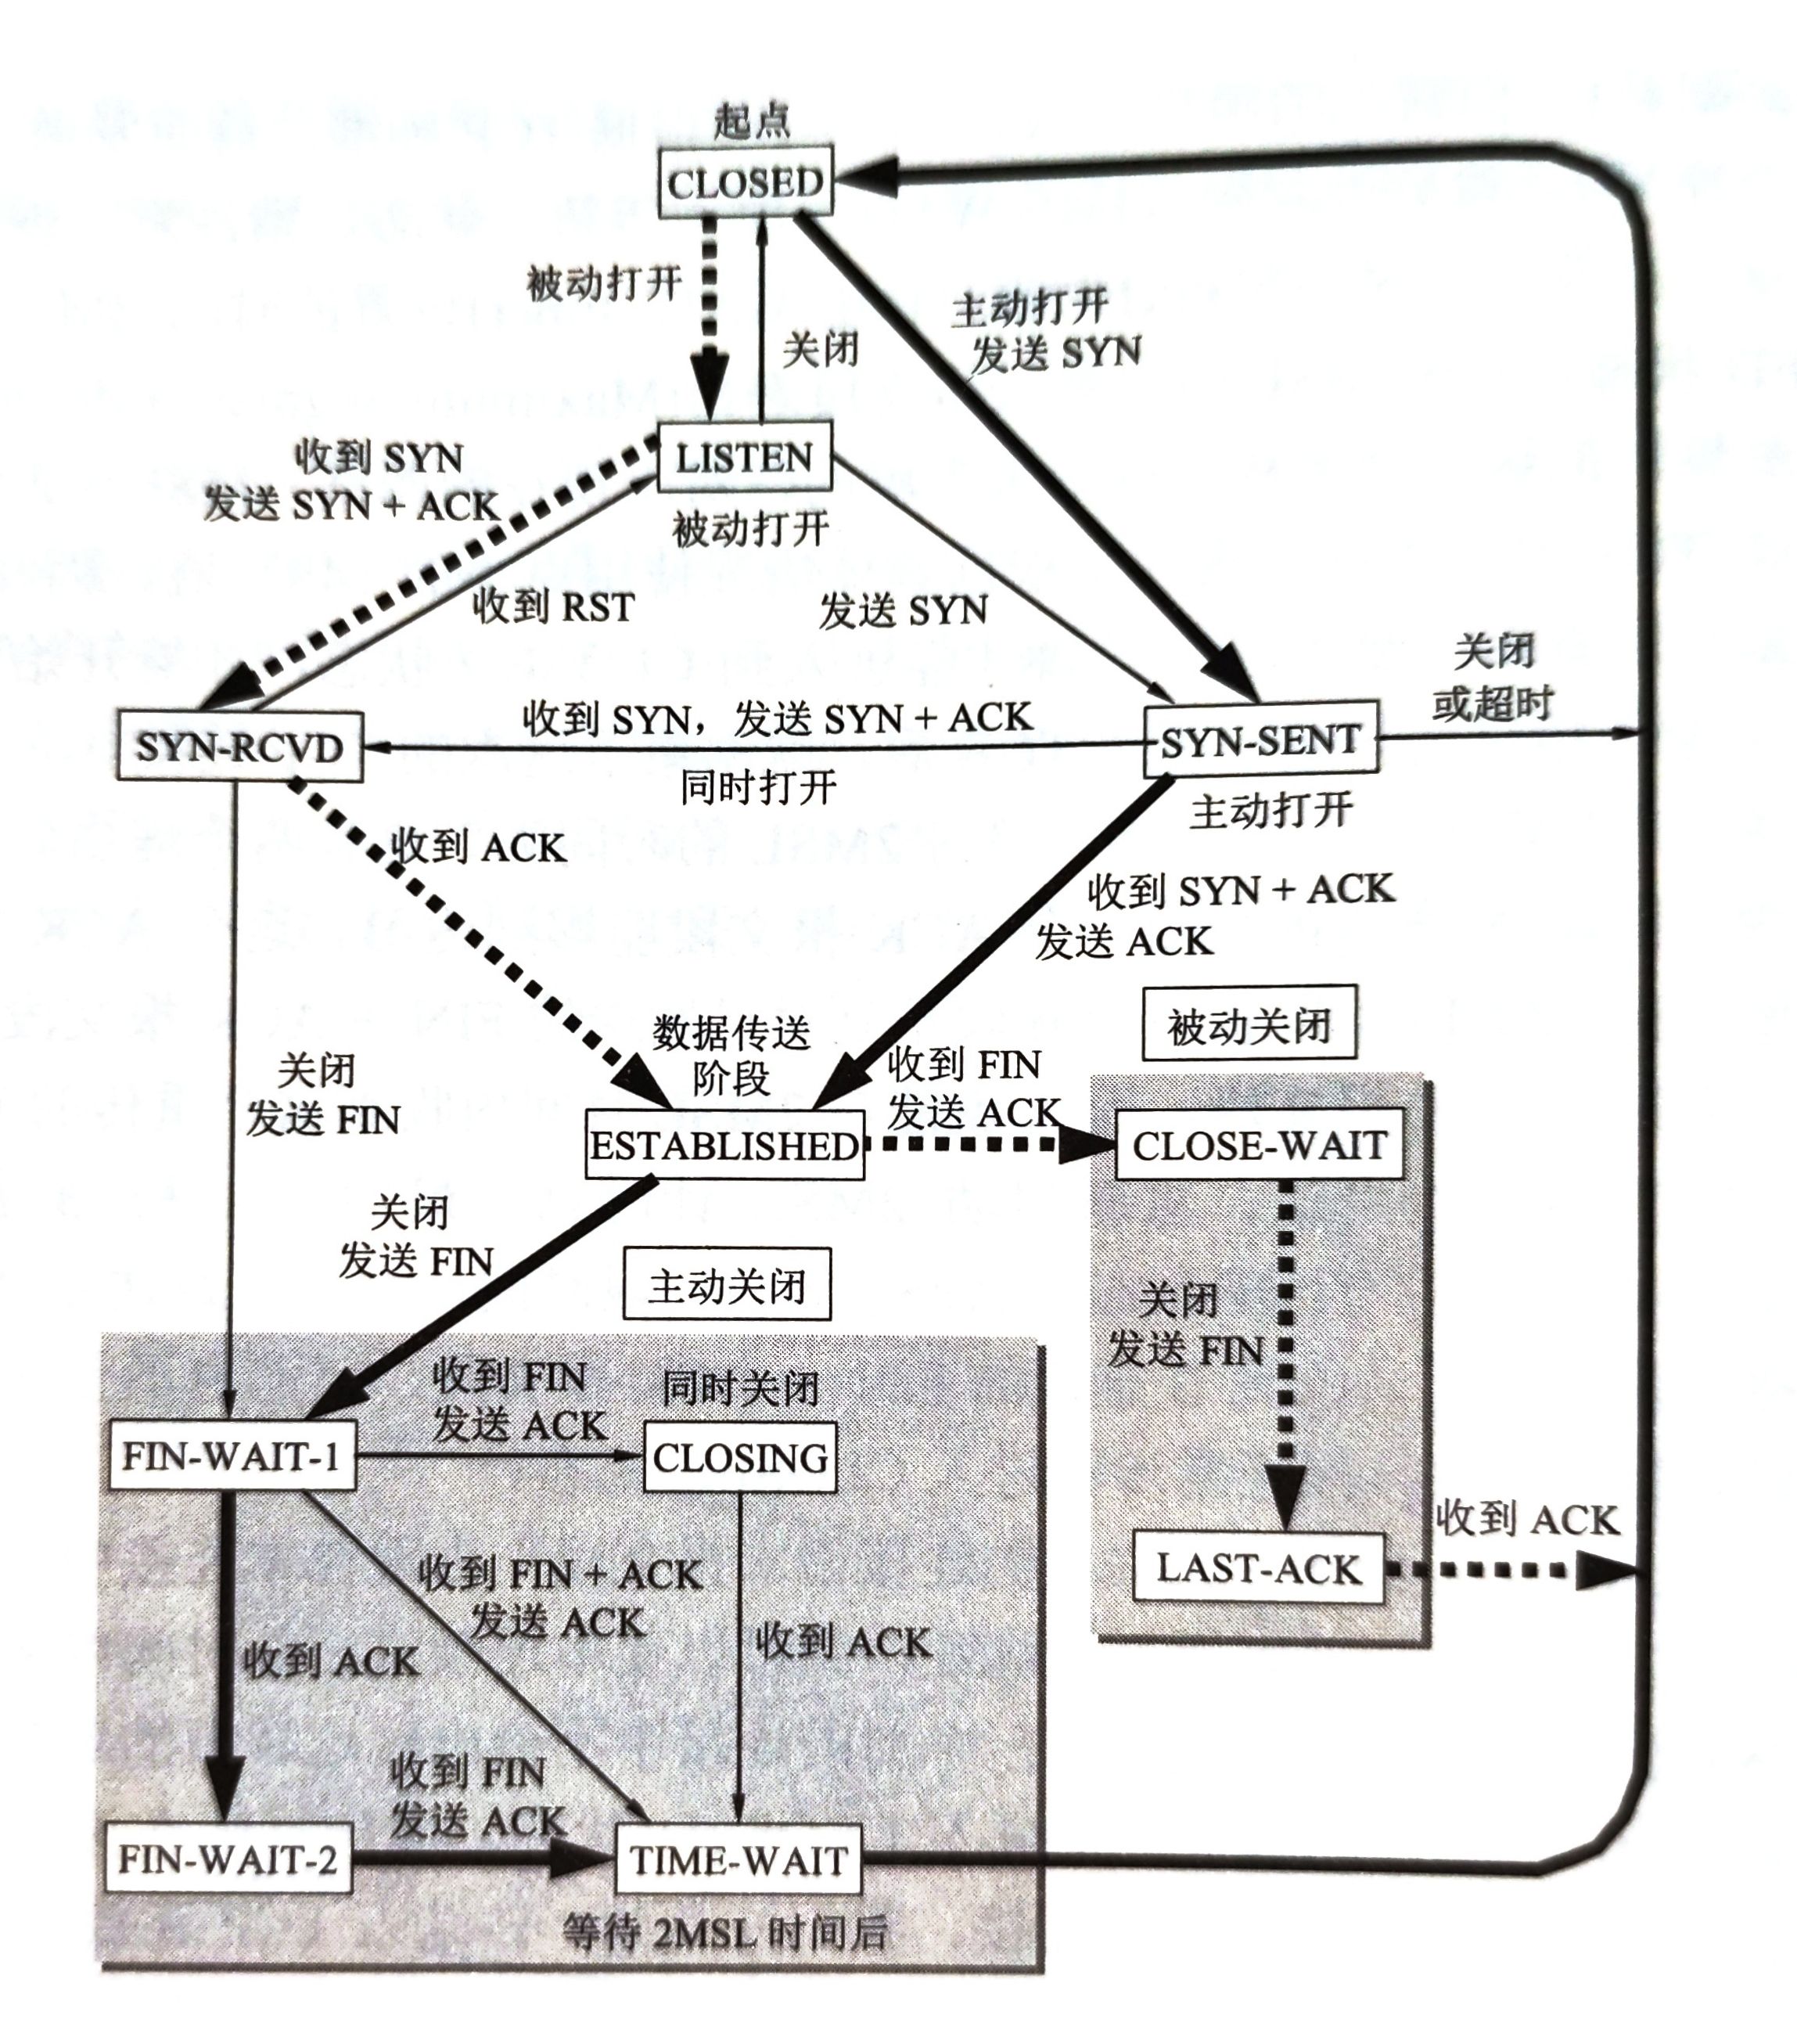 起点
CLOSED
被动打开
主动打开
发送 SYN
关闭
收到 SYN
发送 SYN + ACK
LISTEN
被动打开
收到 RST
发送 SYN
关闭
或超时
SYN-RCVD
收到 SYN，发送 SYN + ACK
SYN-SENT
同时打开
主动打开
收到 ACK
收到 SYN + ACK
发送 ACK
数据传送
阶段
被动关闭
关闭
发送 FIN
收到 FIN
发送 ACK
ESTABLISHED
CLOSE-WAIT
关闭
发送 FIN
主动关闭
关闭
发送 FIN
收到 FIN
发送 ACK
同时关闭
FIN-WAIT-1
CLOSING
收到 ACK
LAST-ACK
收到 FIN + ACK
发送 ACK
收到 ACK
收到 ACK
收到 FIN
发送 ACK
FIN-WAIT-2
TIME-WAIT
等待 2MSL 时间后